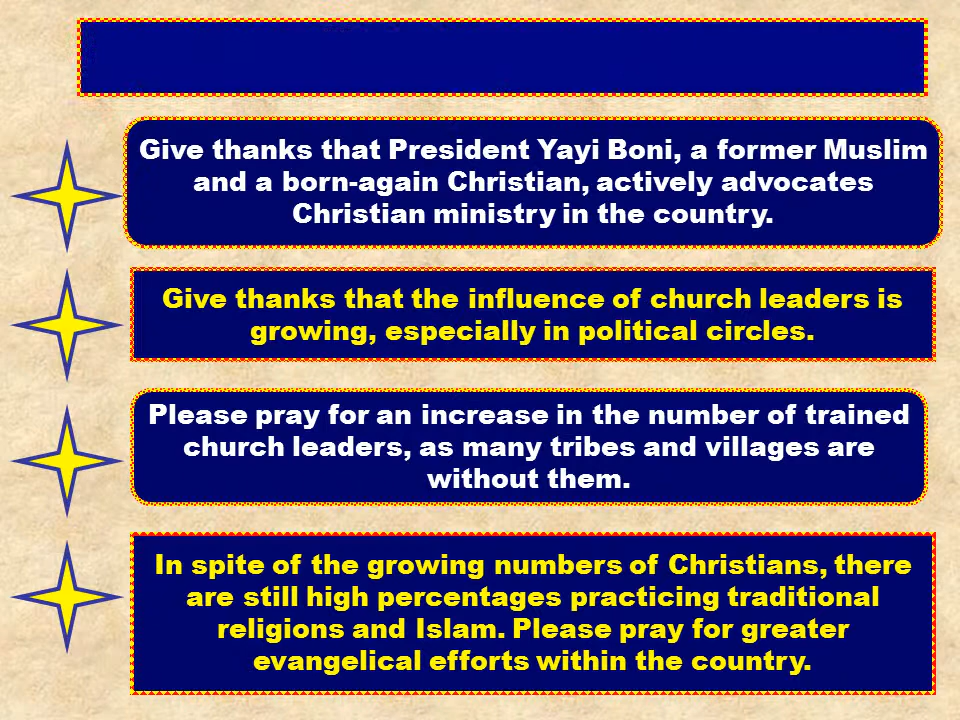 Give thanks that President Yayi Boni, a former Muslim
and a born-again Christian, actively advocates
Christian ministry in the country.
Give thanks that the influence of church leaders is
growing, especially in political circles.
Please pray for an increase in the number of trained
church leaders, as many tribes and villages are
without them.
In spite of the growing numbers of Christians, there
are still high percentages practicing traditional
religions and Islam. Please pray for greater
evangelical efforts within the country.